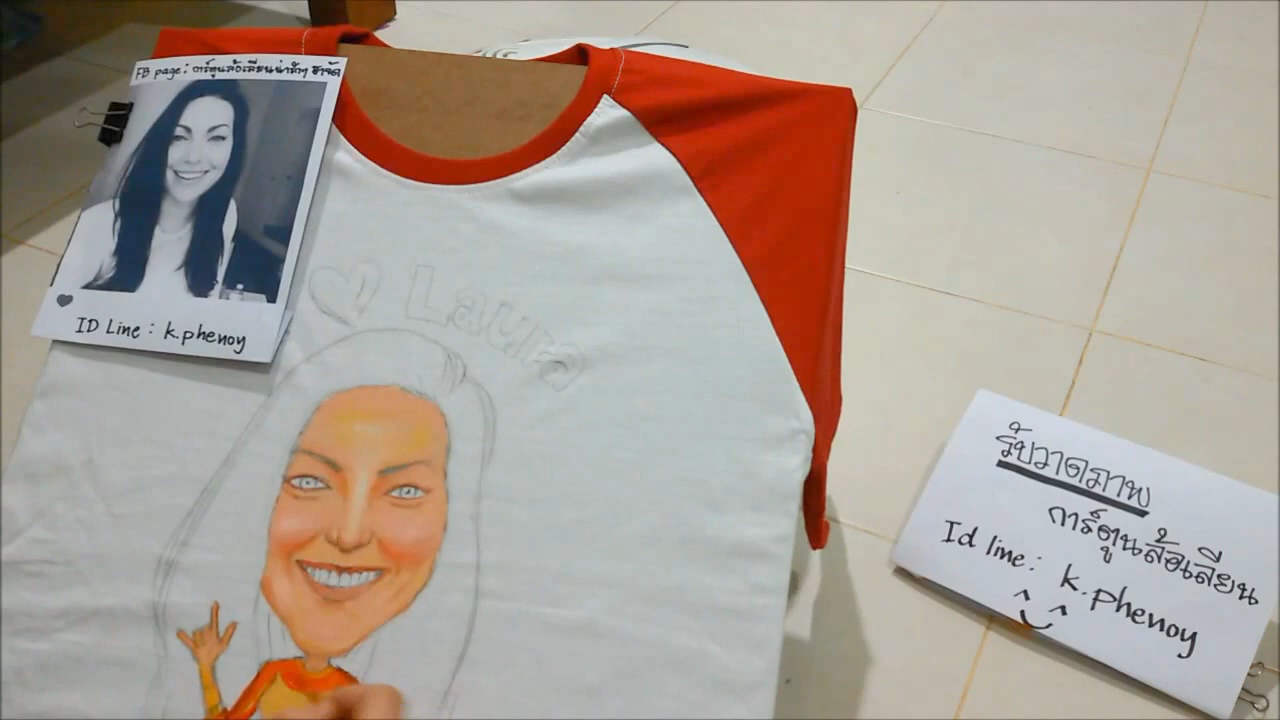 FB page : การ์ตูนล้อเลียนน่ารักๆ ฮาจัด
ID Line : k.phenoy
Laura
รับวาดภาพ
การ์ตูนล้อเลียน
Id line : k.phenoy